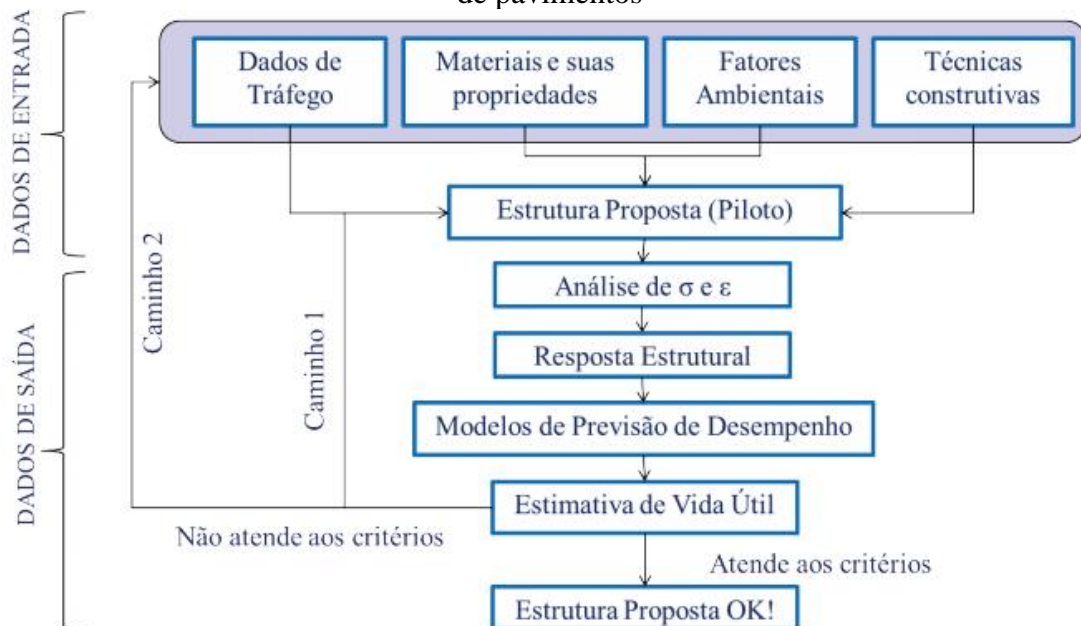 de pavimentos
DADOS DE ENTRADA
Dados de
Tráfego
Materiais e suas
propriedades
Fatores
Ambientais
Técnicas
construtivas
Estrutura Proposta (Piloto)
DADOS DE SAÍDA
Caminho 2
Caminho 1
Análise de σ e ε
Resposta Estrutural
Modelos de Previsão de Desempenho
Estimativa de Vida Útil
Não atende aos critérios
Atende aos critérios
Estrutura Proposta OK!